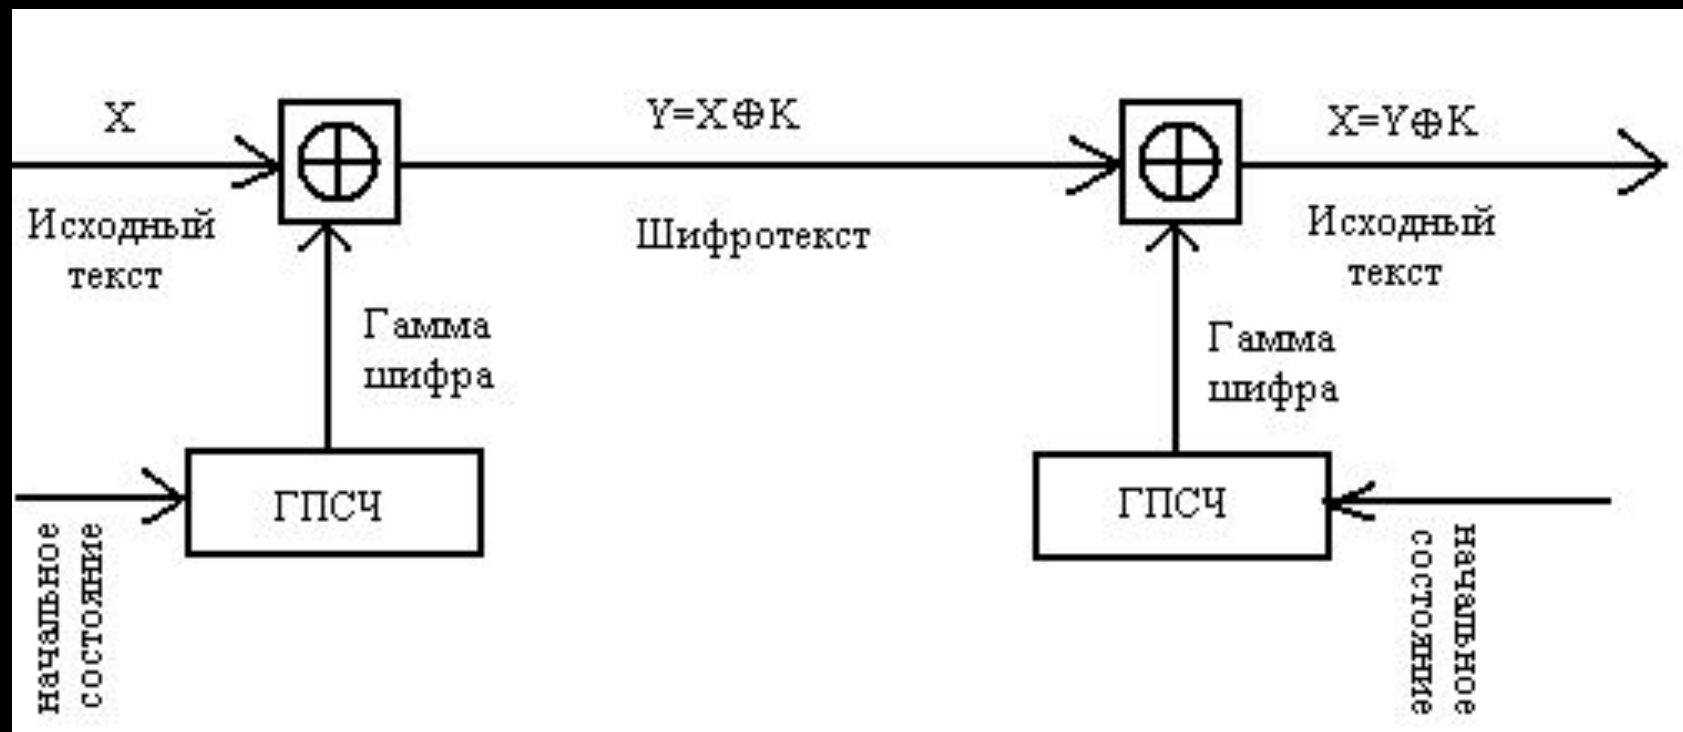 X
Y=X⊕K
X=Y⊕K
Исходный
текст
Шифротекст
Исходный
текст
Гамма
шифра
Гамма
шифра
ГПСЧ
ГПСЧ
начальное
состояние
начальное
состояние